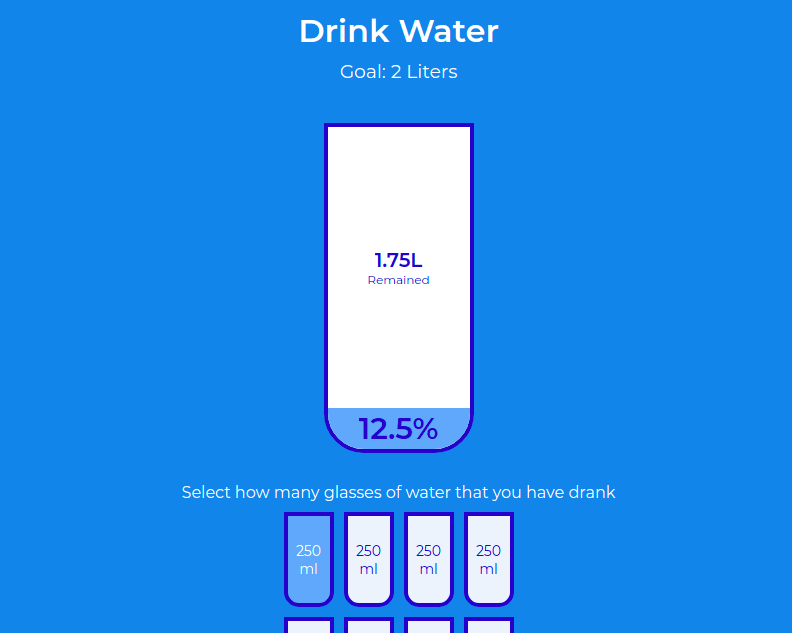 Drink Water
Goal: 2 Liters
1.75L
Remained
12.5%
Select how many glasses of water that you have drank
250 250 250 250
ml ml ml ml